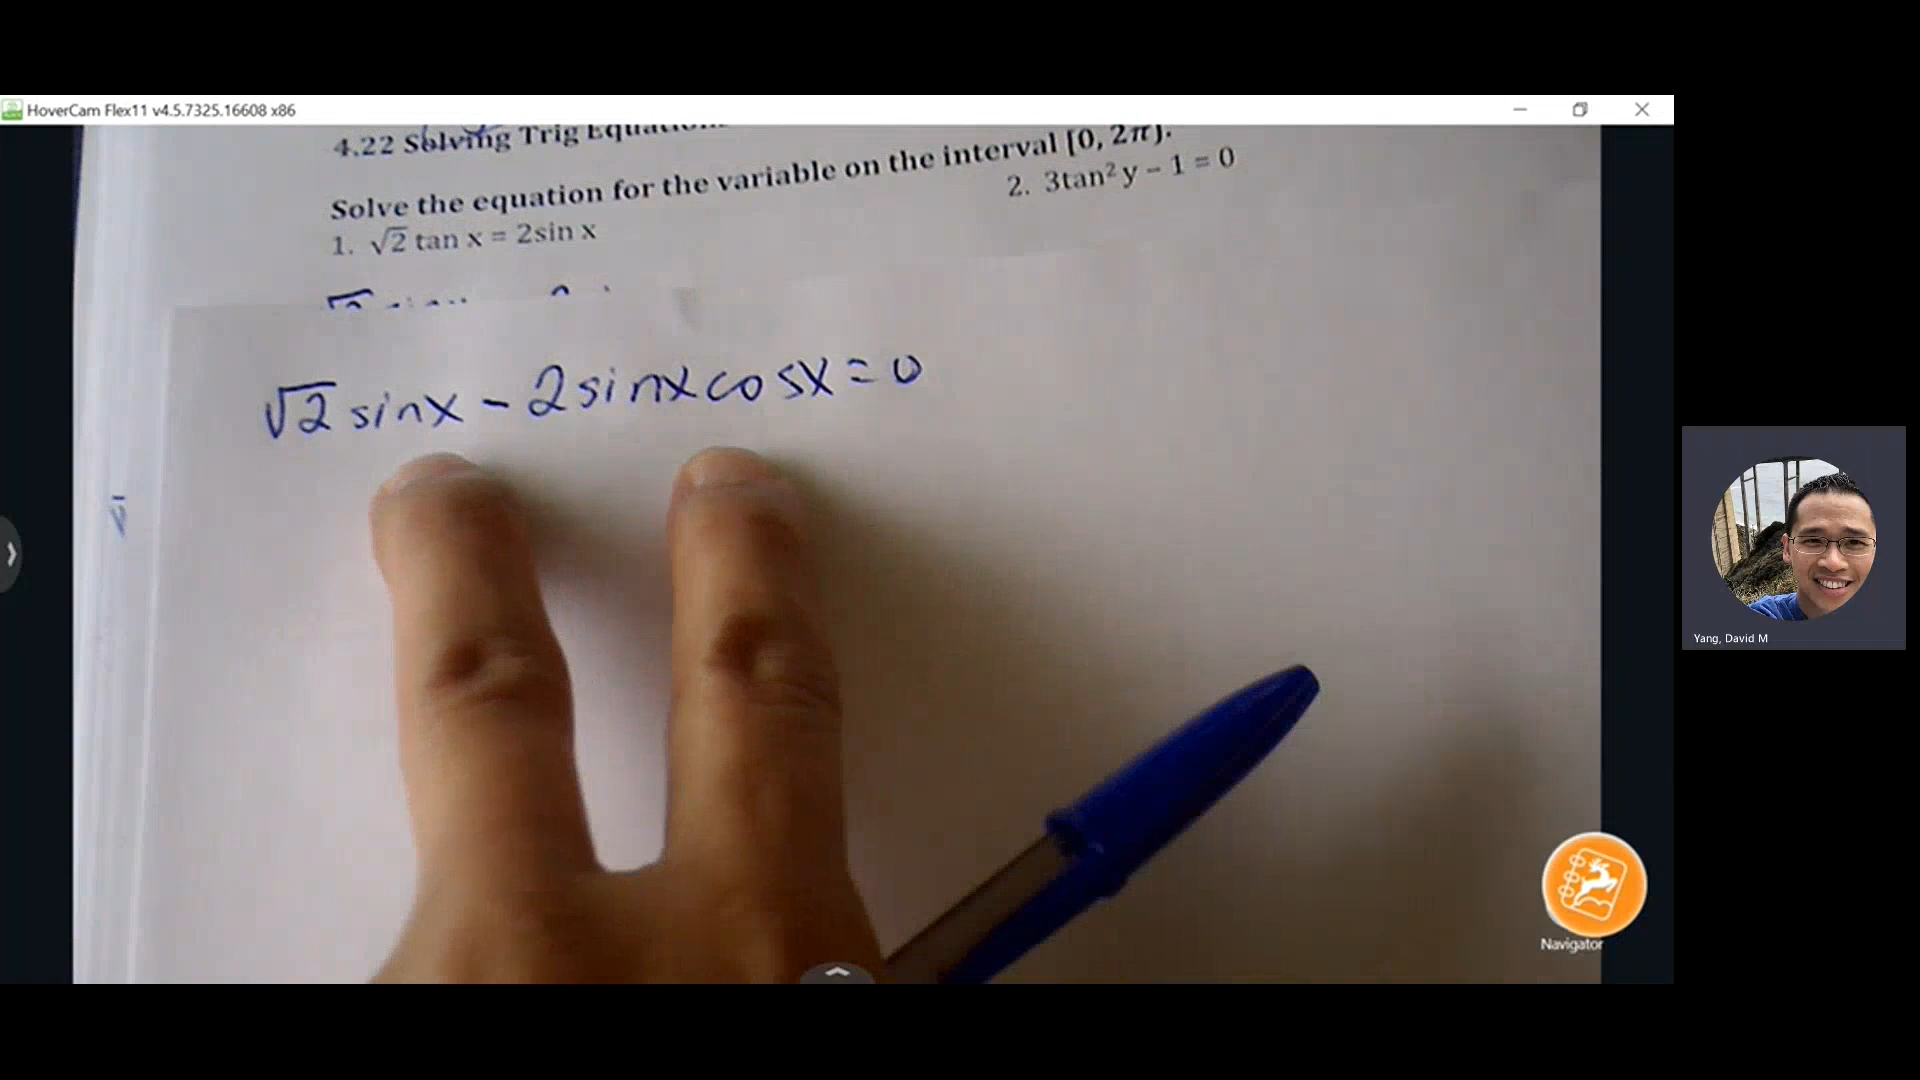 HoverCam Flex11 v4.5.7325.16608 x86
4.22 Solving Trig
Solve the equation for the variable on the interval [0, 2π).
1. √2 tan x = 2sin x
2. 3tan² y − 1 = 0
√2 sinx − 2sinxcosx = 0
Yang, David M
Navigator